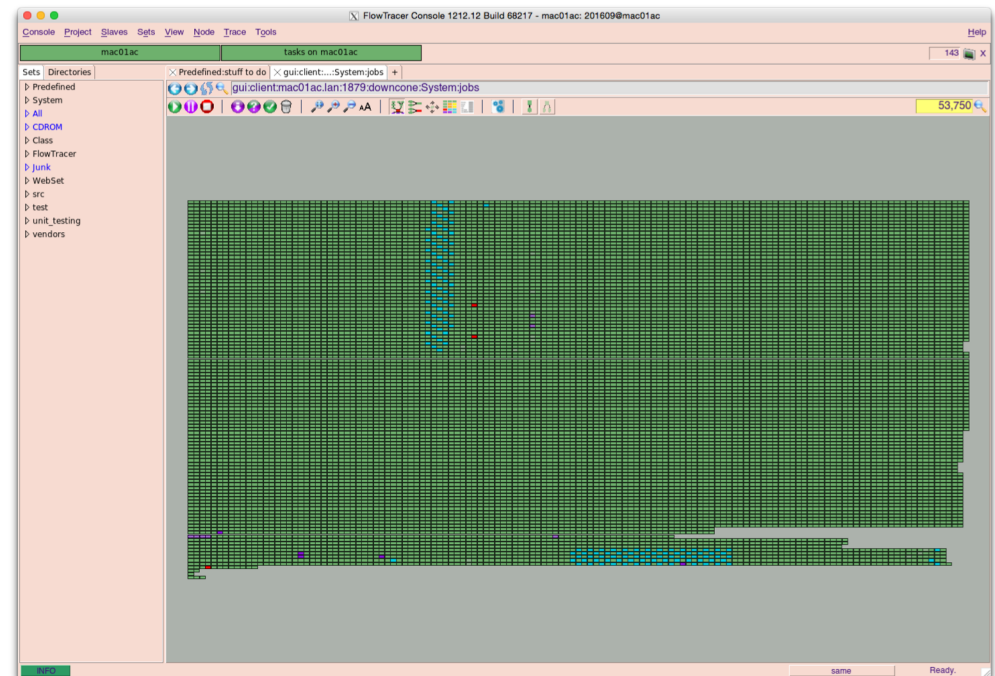 FlowTracer Console 1212.12 Build 68217 - mac01ac: 201609@mac01ac
Console Project Slaves Sets View Node Trace Tools Help
mac01ac tasks on mac01ac 143 X
Sets Directories Predefined:stuff to do gui:client:...:System:jobs +
Predefined gui:client:mac01ac.lan:1879:downcone:System:jobs
System AA 53,750
All
CDROM
Class
FlowTracer
Junk
WebSet
src
test
unit_testing
vendors
INFO same Ready.